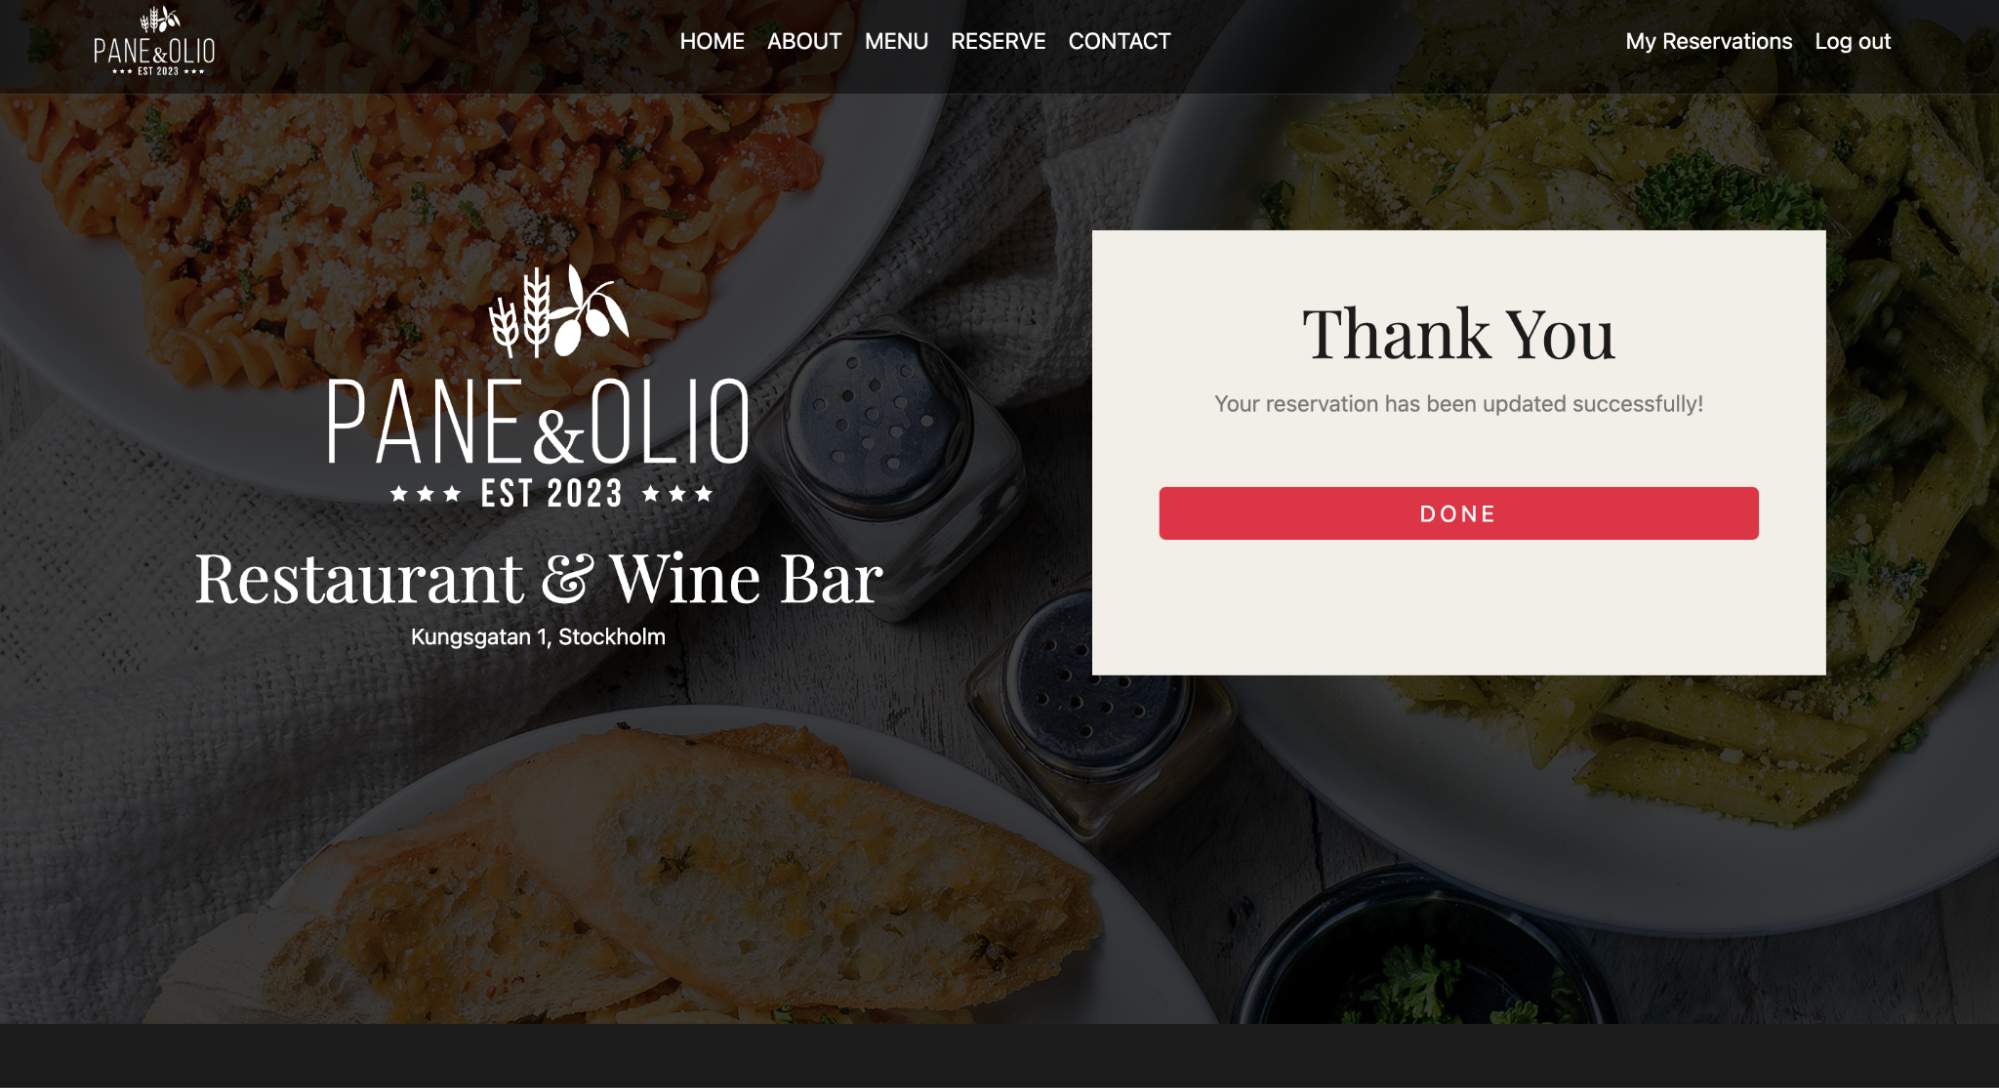 PANE&OLIO
★★★ EST 2023 ★★★
HOME ABOUT MENU RESERVE CONTACT
My Reservations Log out
PANE&OLIO
★★★ EST 2023 ★★★
Restaurant & Wine Bar
Kungsgatan 1, Stockholm
Thank You
Your reservation has been updated successfully!
DONE